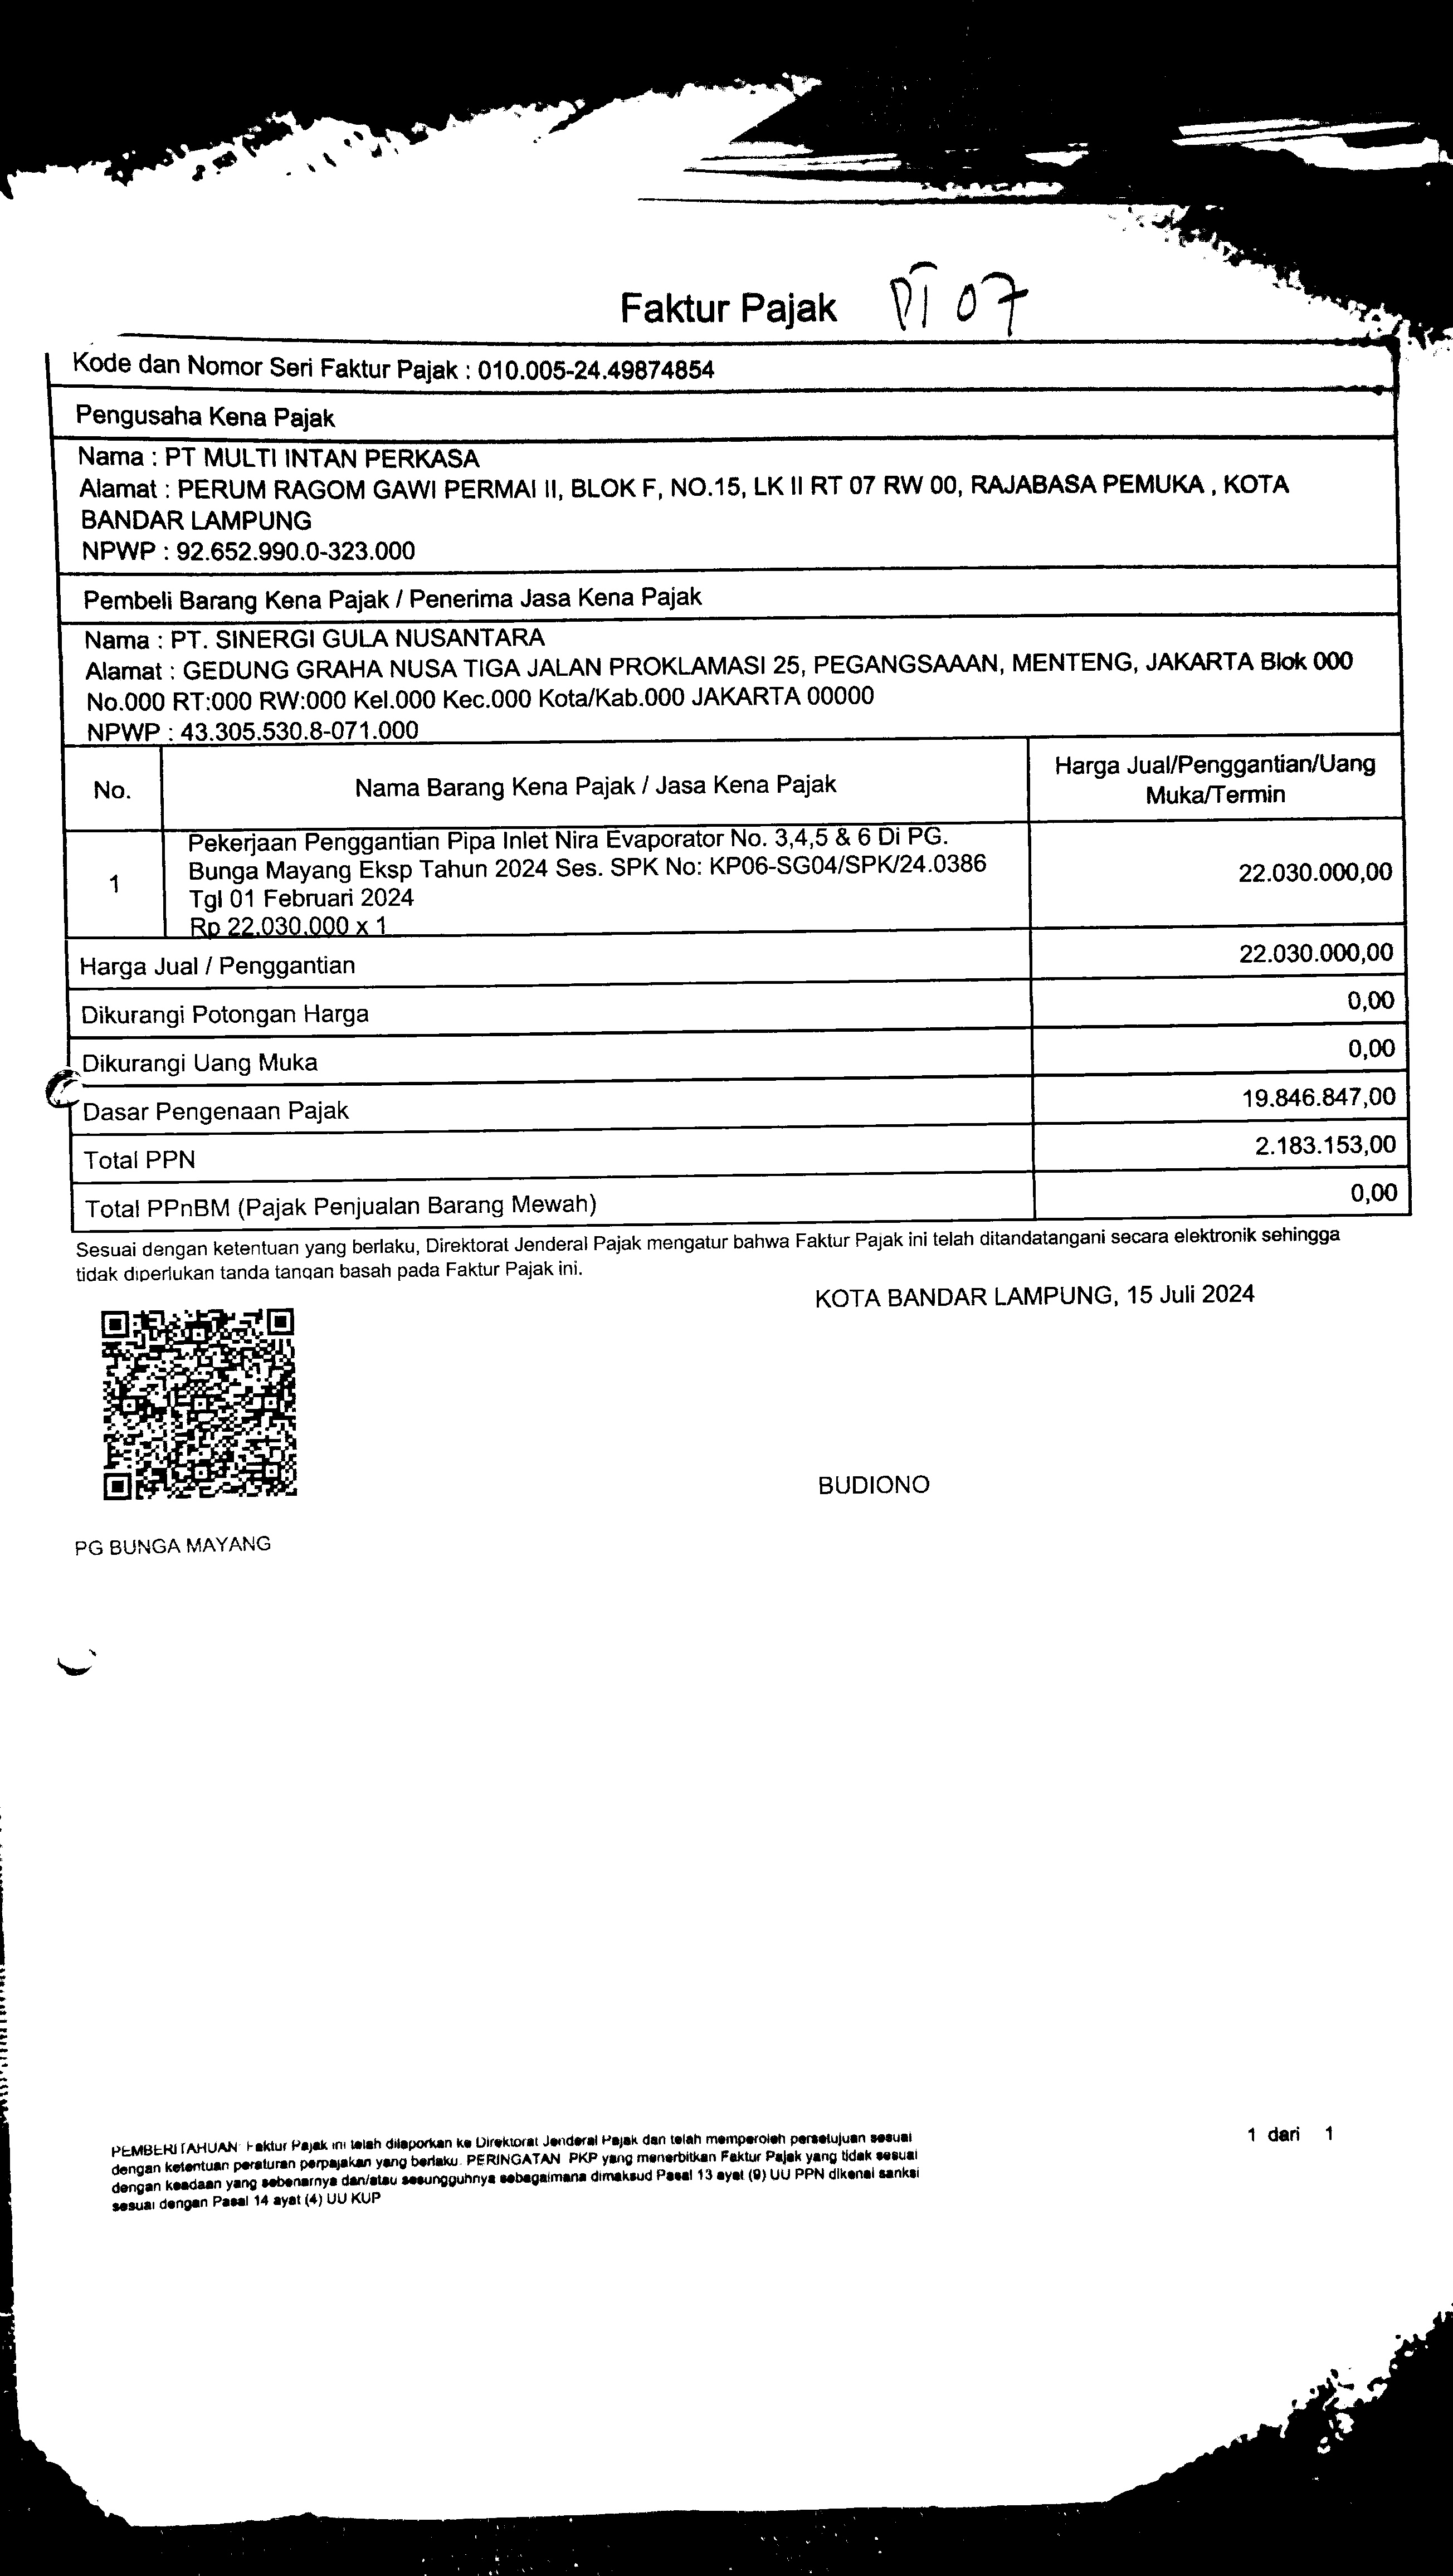 Faktur Pajak PT 07
Kode dan Nomor Seri Faktur Pajak : 010.005-24.49874854
Pengusaha Kena Pajak
Nama : PT MULTI INTAN PERKASA
Alamat : PERUM RAGOM GAWI PERMAI II, BLOK F, NO.15, LK II RT 07 RW 00, RAJABASA PEMUKA , KOTA
BANDAR LAMPUNG
NPWP : 92.652.990.0-323.000
Pembeli Barang Kena Pajak / Penerima Jasa Kena Pajak
Nama : PT. SINERGI GULA NUSANTARA
Alamat : GEDUNG GRAHA NUSA TIGA JALAN PROKLAMASI 25, PEGANGSAAAN, MENTENG, JAKARTA Blok 000
No.000 RT:000 RW:000 Kel.000 Kec.000 Kota/Kab.000 JAKARTA 00000
NPWP : 43.305.530.8-071.000
No. Nama Barang Kena Pajak / Jasa Kena Pajak Harga Jual/Penggantian/Uang
Muka/Termin
Pekerjaan Penggantian Pipa Inlet Nira Evaporator No. 3,4,5 & 6 Di PG.
1 Bunga Mayang Eksp Tahun 2024 Ses. SPK No: KP06-SG04/SPK/24.0386 22.030.000,00
Tgl 01 Februari 2024
Rp 22.030.000 x 1
Harga Jual / Penggantian 22.030.000,00
Dikurangi Potongan Harga 0,00
Dikurangi Uang Muka 0,00
Dasar Pengenaan Pajak 19.846.847,00
Total PPN 2.183.153,00
Total PPnBM (Pajak Penjualan Barang Mewah) 0,00
Sesuai dengan ketentuan yang berlaku, Direktorat Jenderal Pajak mengatur bahwa Faktur Pajak ini telah ditandatangani secara elektronik sehingga
tidak diperlukan tanda tangan basah pada Faktur Pajak ini.
KOTA BANDAR LAMPUNG, 15 Juli 2024
BUDIONO
PG BUNGA MAYANG
PEMBERITAHUAN: Faktur Pajak ini telah dilaporkan ke Direktorat Jenderal Pajak dan telah memperoleh persetujuan sesuai
dengan ketentuan peraturan perpajakan yang berlaku. PERINGATAN PKP yang menerbitkan Faktur Pajak yang tidak sesuai
dengan keadaan yang sebenarnya dan/atau sesungguhnya sebagaimana dimaksud Pasal 13 ayat (9) UU PPN dikenai sanksi
sesuai dengan Pasal 14 ayat (4) UU KUP
1 dari 1